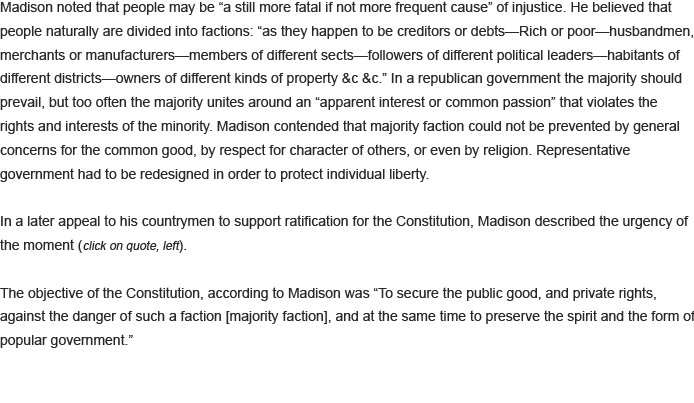 Madison noted that people may be “a still more fatal if not more frequent cause” of injustice. He believed that
people naturally are divided into factions: “as they happen to be creditors or debts—Rich or poor—husbandmen,
merchants or manufacturers—members of different sects—followers of different political leaders—habitants of
different districts—owners of different kinds of property &c &c.” In a republican government the majority should
prevail, but too often the majority unites around an “apparent interest or common passion” that violates the
rights and interests of the minority. Madison contended that majority faction could not be prevented by general
concerns for the common good, by respect for character of others, or even by religion. Representative
government had to be redesigned in order to protect individual liberty.
In a later appeal to his countrymen to support ratification for the Constitution, Madison described the urgency of
the moment (click on quote, left).
The objective of the Constitution, according to Madison was “To secure the public good, and private rights,
against the danger of such a faction [majority faction], and at the same time to preserve the spirit and the form of
popular government.”